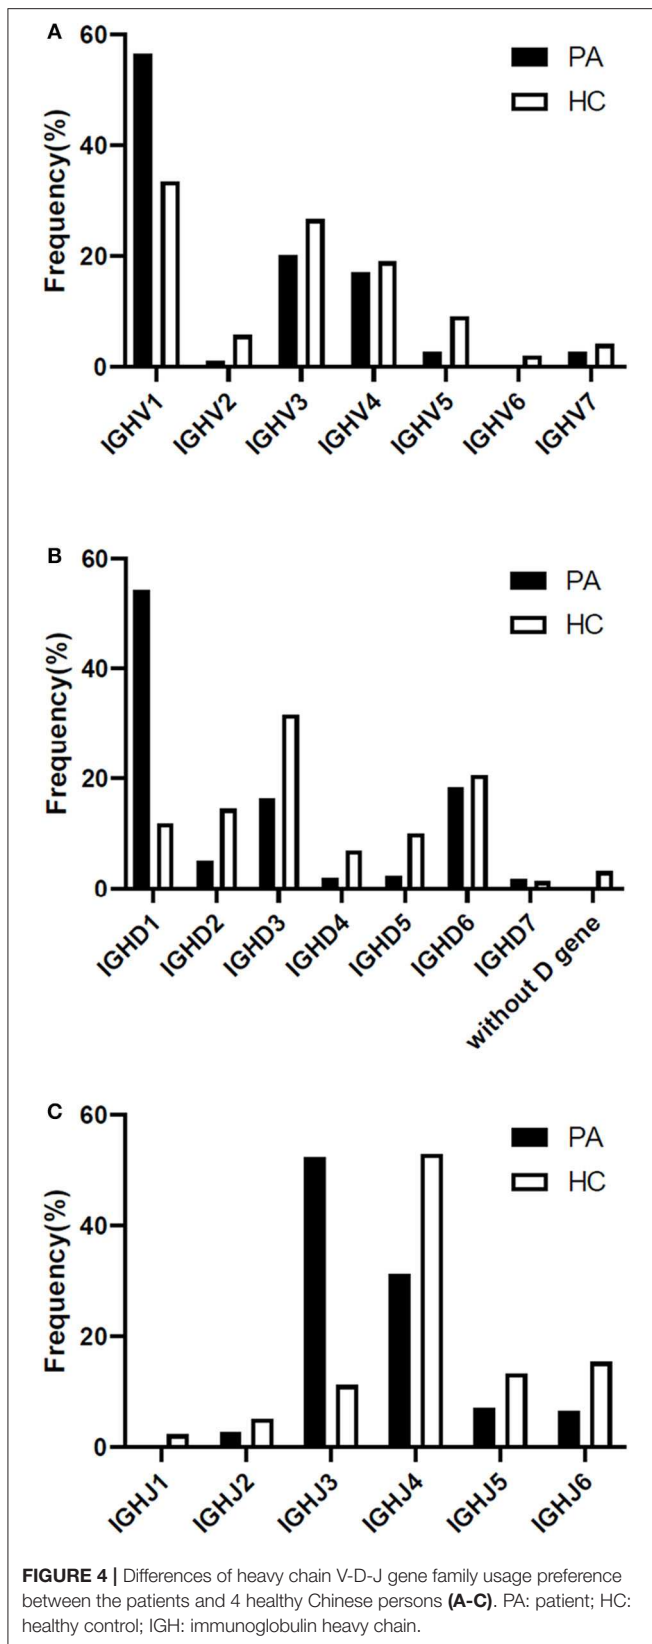 A
60
40
20
0
Frequency(%)
PA
HC
IGHV1
IGHV2
IGHV3
IGHV4
IGHV5
IGHV6
IGHV7
B
60
40
20
0
Frequency(%)
PA
HC
IGHD1
IGHD2
IGHD3
IGHD4
IGHD5
IGHD6
IGHD7
without D gene
C
60
40
20
0
Frequency(%)
PA
HC
IGHJ1
IGHJ2
IGHJ3
IGHJ4
IGHJ5
IGHJ6
FIGURE 4 | Differences of heavy chain V-D-J gene family usage preference
between the patients and 4 healthy Chinese persons (A-C). PA: patient; HC:
healthy control; IGH: immunoglobulin heavy chain.